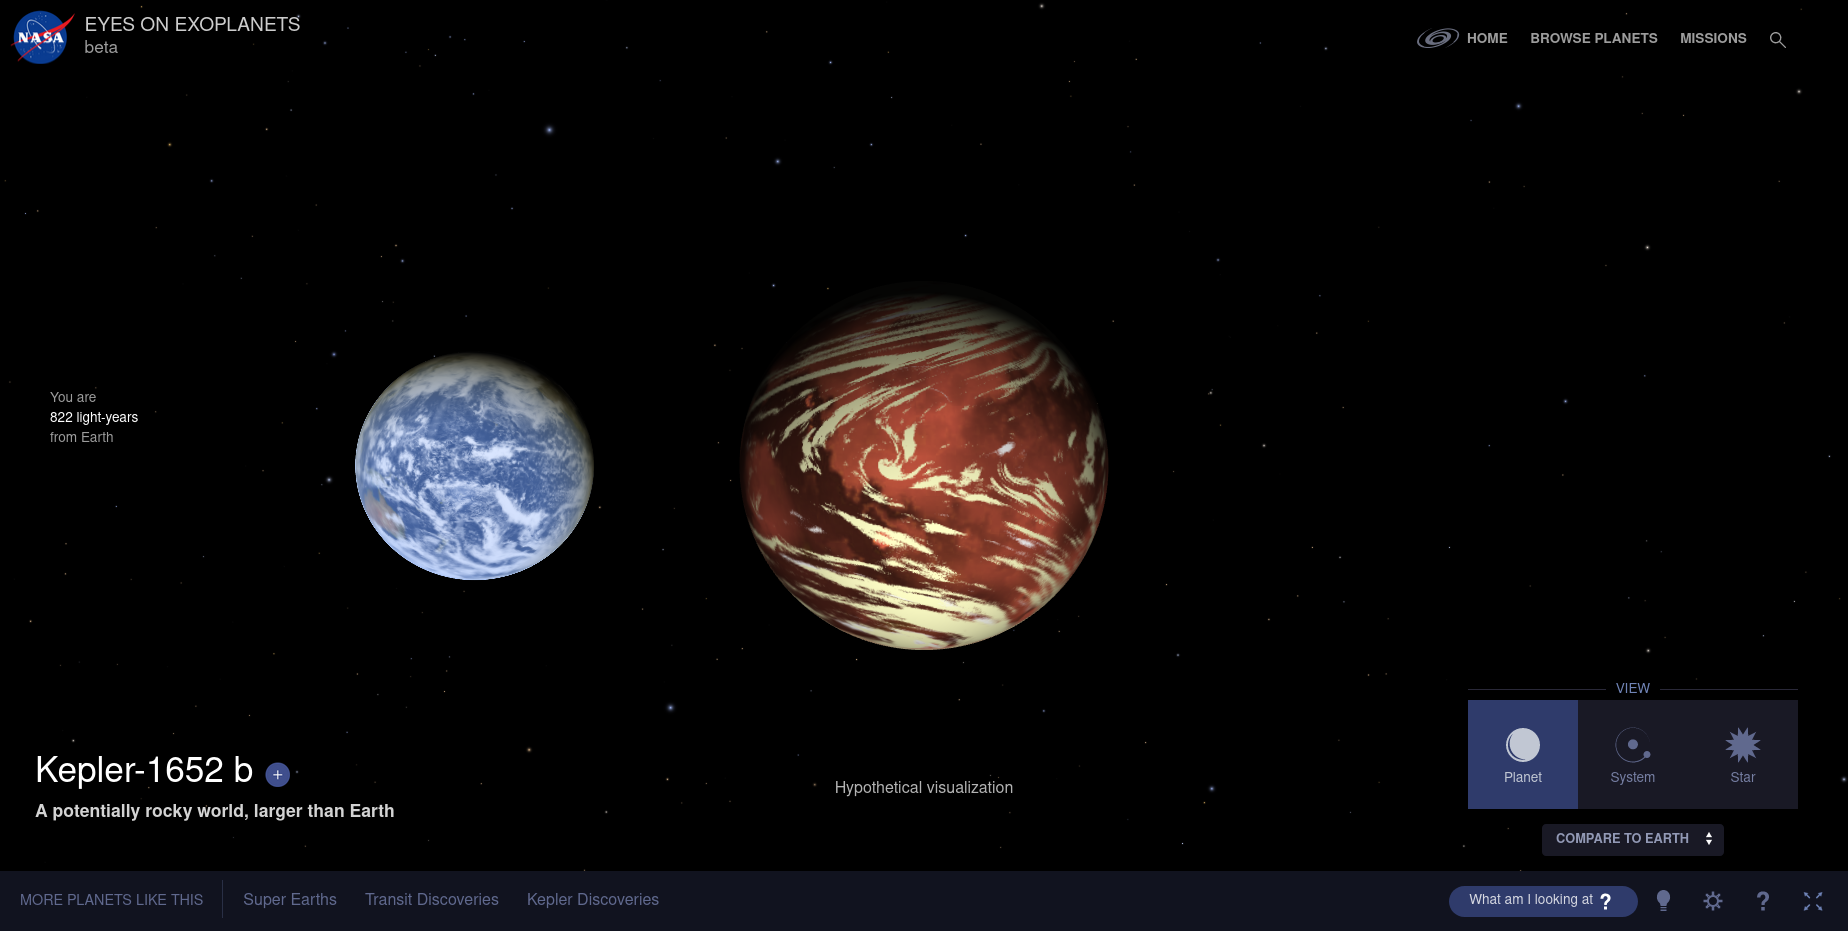 NASA
EYES ON EXOPLANETS
beta
HOME
BROWSE PLANETS
MISSIONS
You are
822 light-years
from Earth
Kepler-1652 b +
A potentially rocky world, larger than Earth
Hypothetical visualization
VIEW
Planet
System
Star
COMPARE TO EARTH
MORE PLANETS LIKE THIS
Super Earths
Transit Discoveries
Kepler Discoveries
What am I looking at ?
?